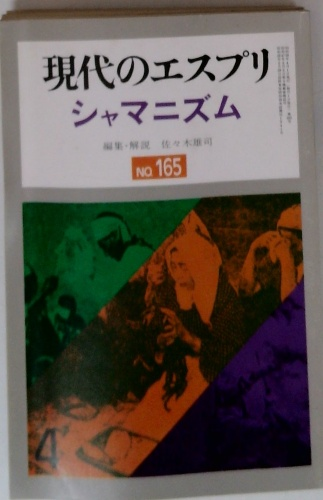 現代のエスプリ
シャマニズム
編集・解説 佐々木雄司
NO. 165
4